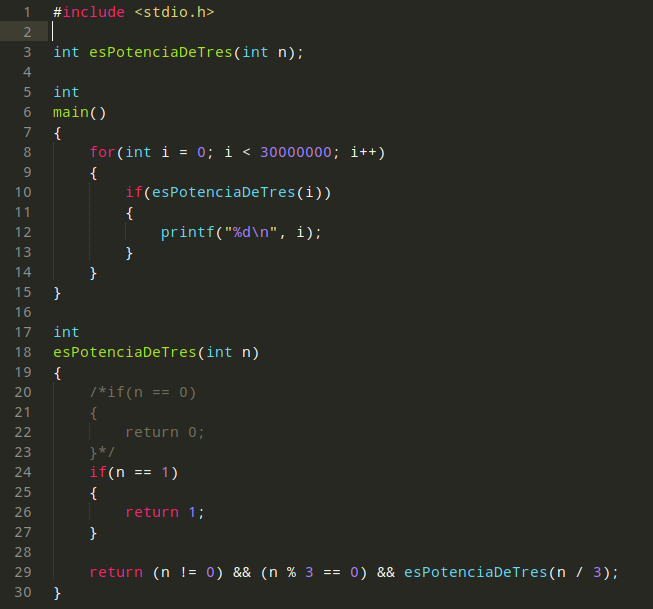 1 #include <stdio.h>
2
3 int esPotenciaDeTres(int n);
4
5 int
6 main()
7 {
8     for(int i = 0; i < 30000000; i++)
9     {
10         if(esPotenciaDeTres(i))
11         {
12             printf("%d\n", i);
13         }
14     }
15 }
16
17 int
18 esPotenciaDeTres(int n)
19 {
20     /*if(n == 0)
21     {
22         return 0;
23     }*/
24     if(n == 1)
25     {
26         return 1;
27     }
28
29     return (n != 0) && (n % 3 == 0) && esPotenciaDeTres(n / 3);
30 }